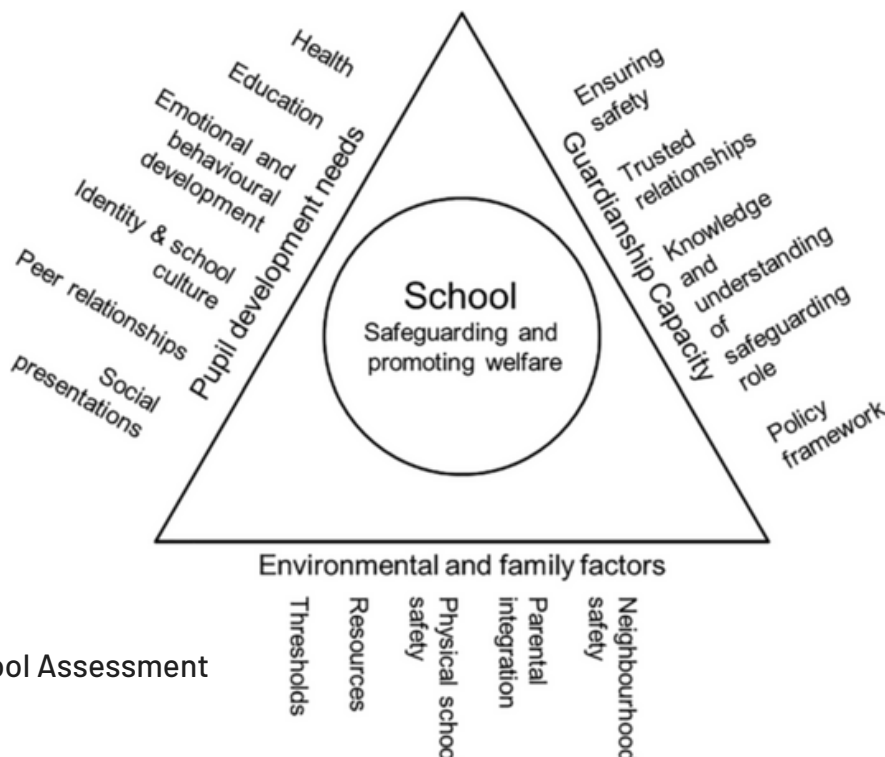 Health
Education
Emotional and
behavioural
development
Identity & school
culture
Peer relationships
Social
presentations
Pupil development needs
Ensuring
safety
Trusted
relationships
Knowledge
and
understanding
of
safeguarding
role
Policy
framework
Guardianship Capacity
School
Safeguarding and
promoting welfare
Environmental and family factors
Thresholds
Resources
Physical schoo
safety
Parental
integration
Neighbourhood
safety
ool Assessment